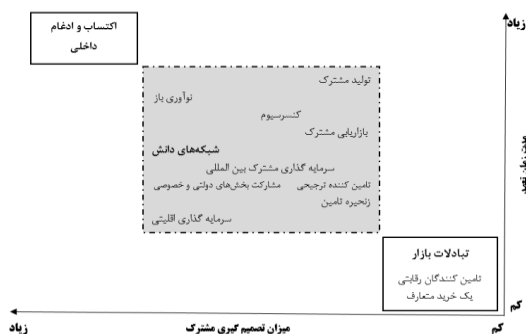 اکتساب و ادغام
داخلی
زیاد
تولید مشترک
نوآوری باز
کنسرسیوم
بازاریابی مشترک
شبکه‌های دانش
سرمایه گذاری مشترک بین المللی
تامین کننده ترجیحی مشارکت بخش‌های دولتی و خصوصی
زنجیره تامین
سرمایه گذاری اقلیتی
مدت زمان
تبادلات بازار
تامین کنندگان رقابتی
یک خرید متعارف
کم
کم
میزان تصمیم گیری مشترک
زیاد